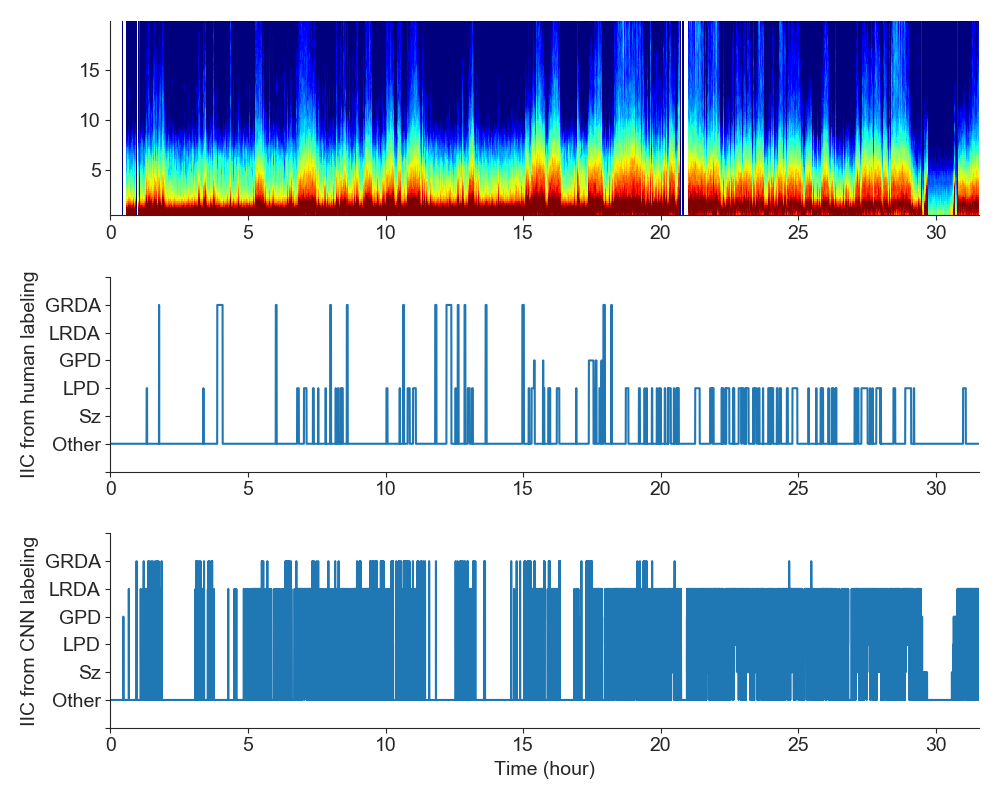 15
10
5
0 5 10 15 20 25 30
IIC from human labeling
GRDA
LRDA
GPD
LPD
Sz
Other
0 5 10 15 20 25 30
IIC from CNN labeling
GRDA
LRDA
GPD
LPD
Sz
Other
0 5 10 15 20 25 30
Time (hour)